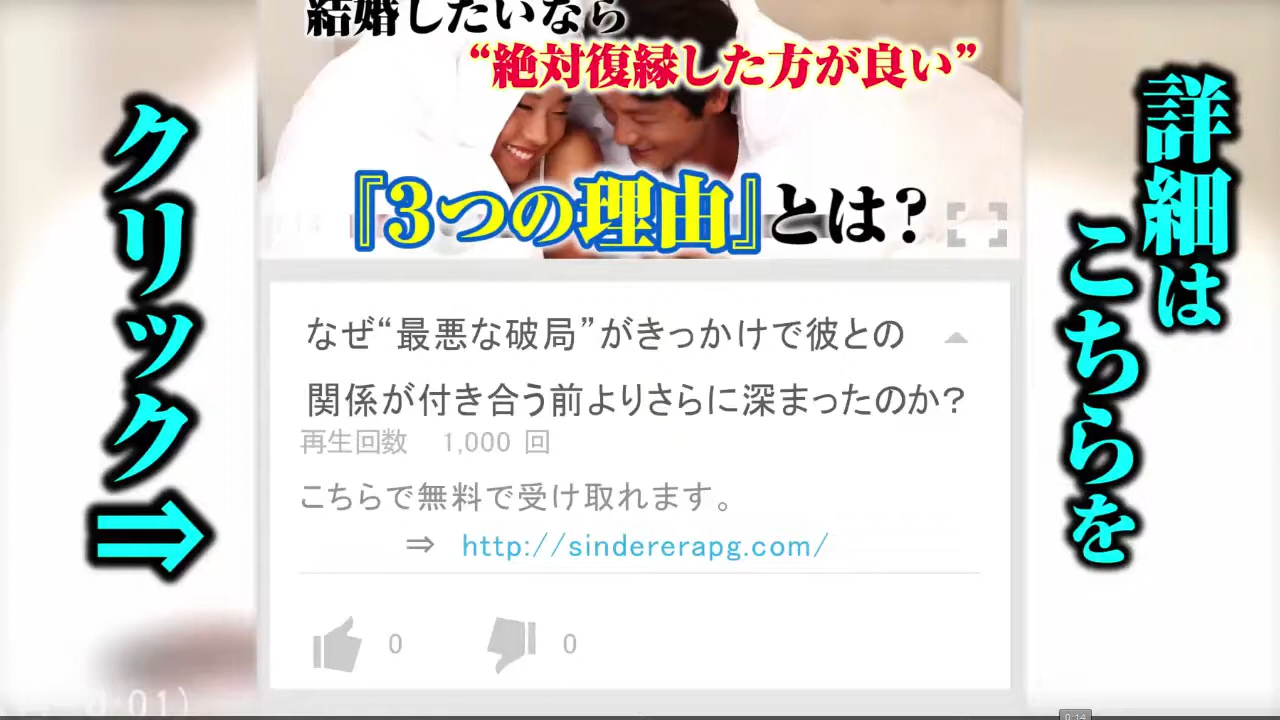 結婚したいなら
“絶対復縁した方が良い”
『3つの理由』とは?
詳細は
こちらを
クリック⇒
なぜ“最悪な破局”がきっかけで彼との
関係が付き合う前よりさらに深まったのか?
再生回数 1,000 回
こちらで無料で受け取れます。
⇒ http://sindererapg.com/
0 0
0:14